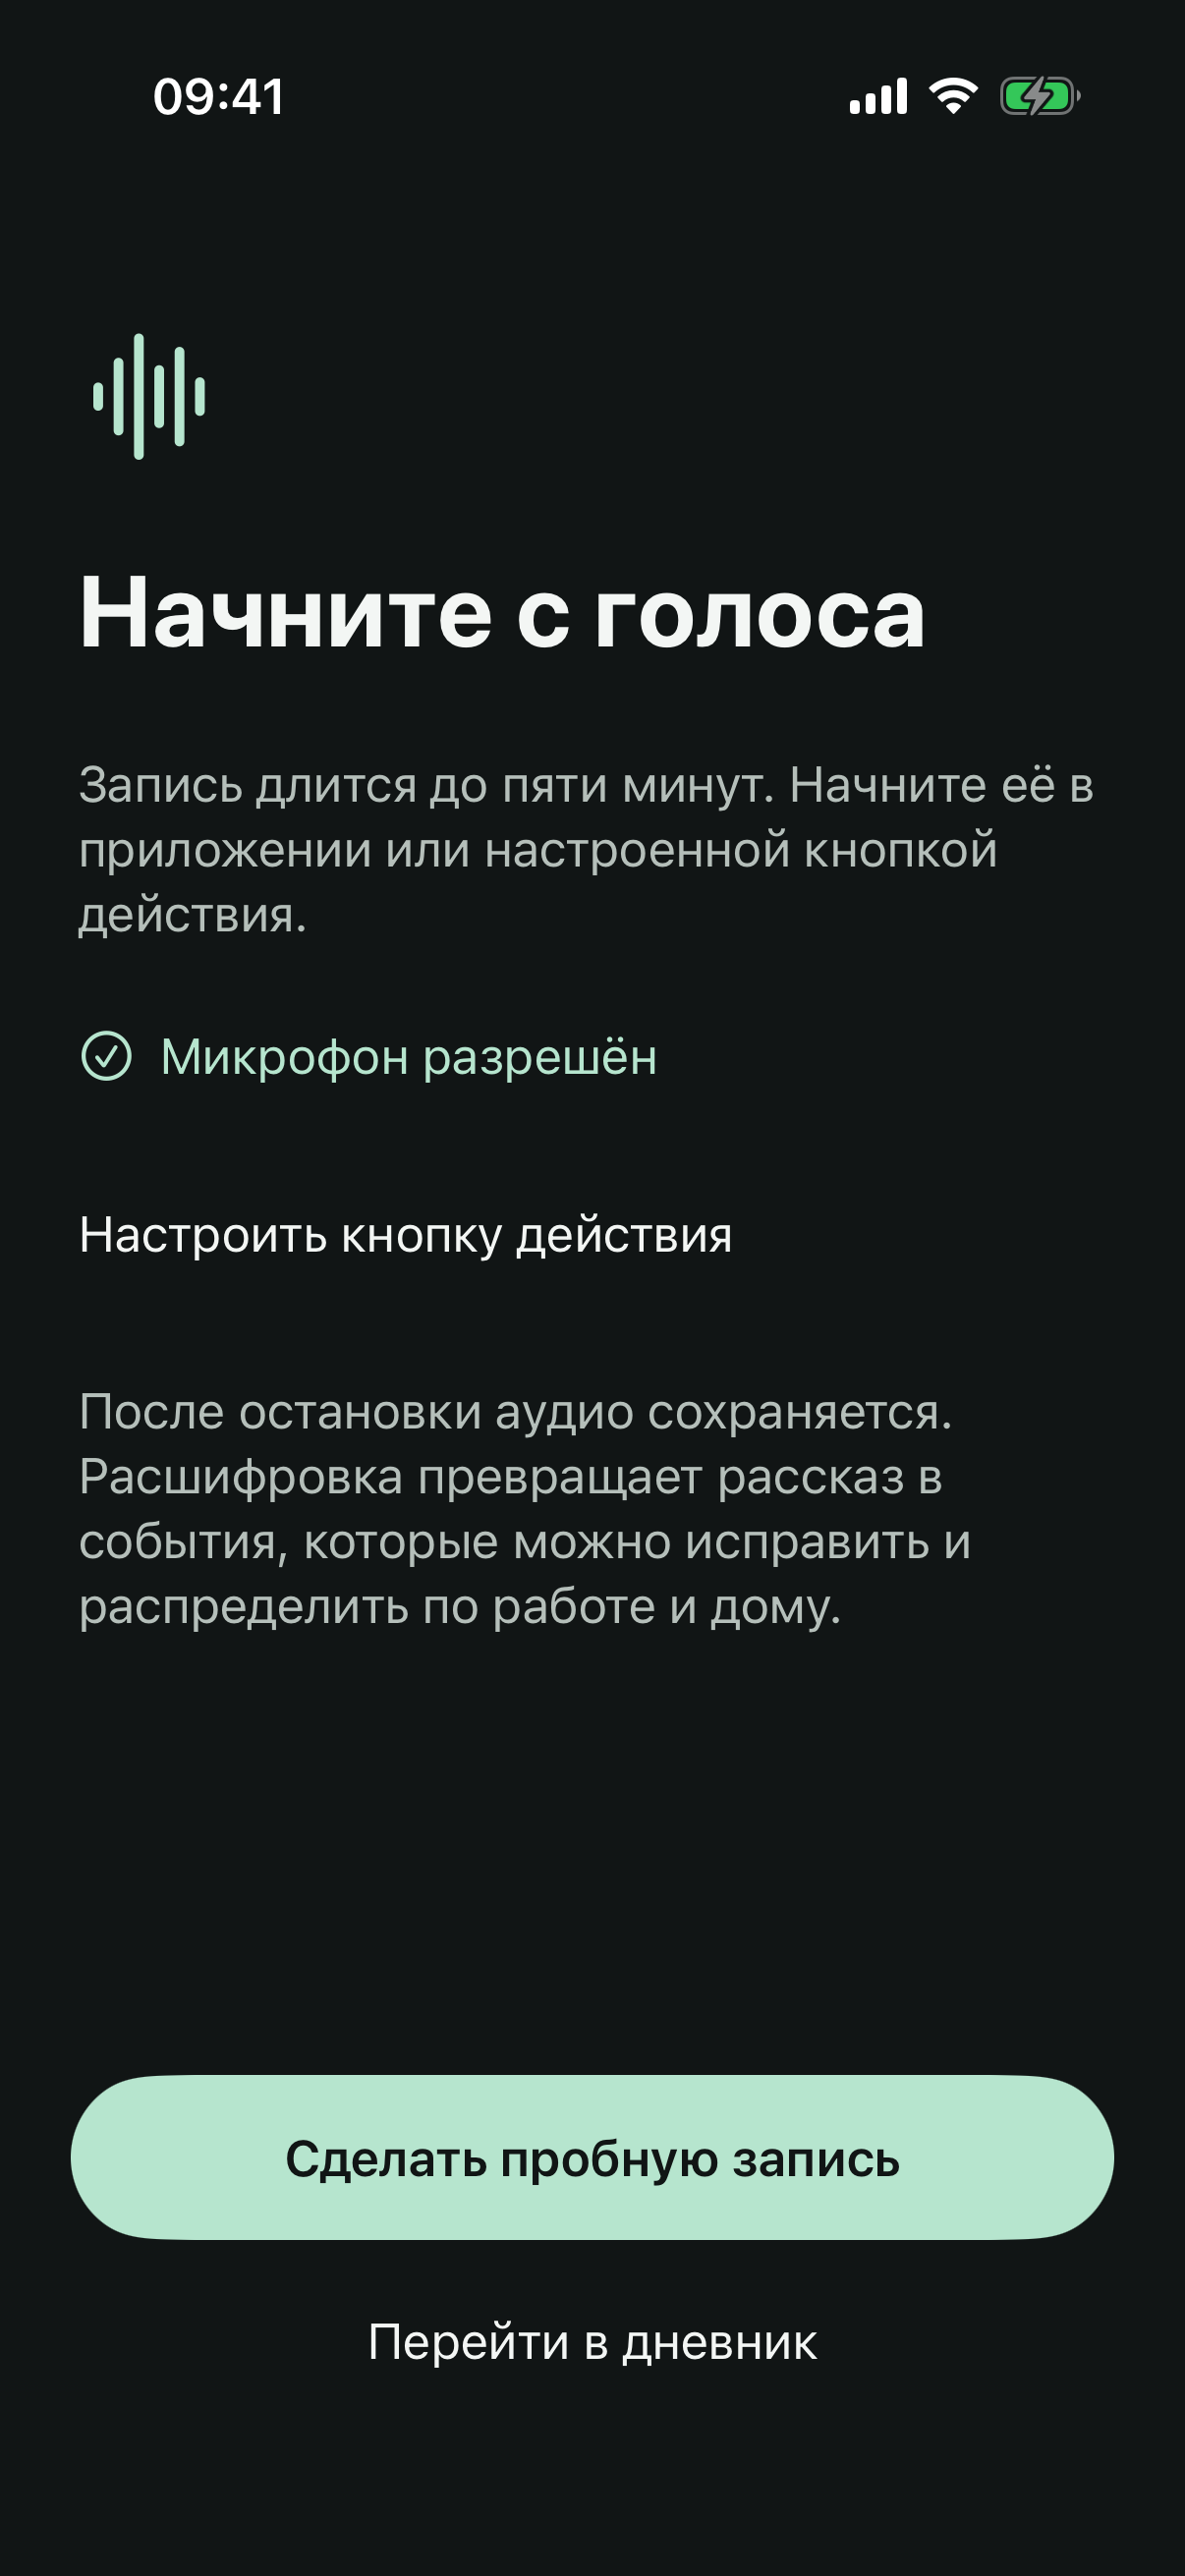 09:41
Начните с голоса
Запись длится до пяти минут. Начните её в
приложении или настроенной кнопкой
действия.
Микрофон разрешён
Настроить кнопку действия
После остановки аудио сохраняется.
Расшифровка превращает рассказ в
события, которые можно исправить и
распределить по работе и дому.
Сделать пробную запись
Перейти в дневник